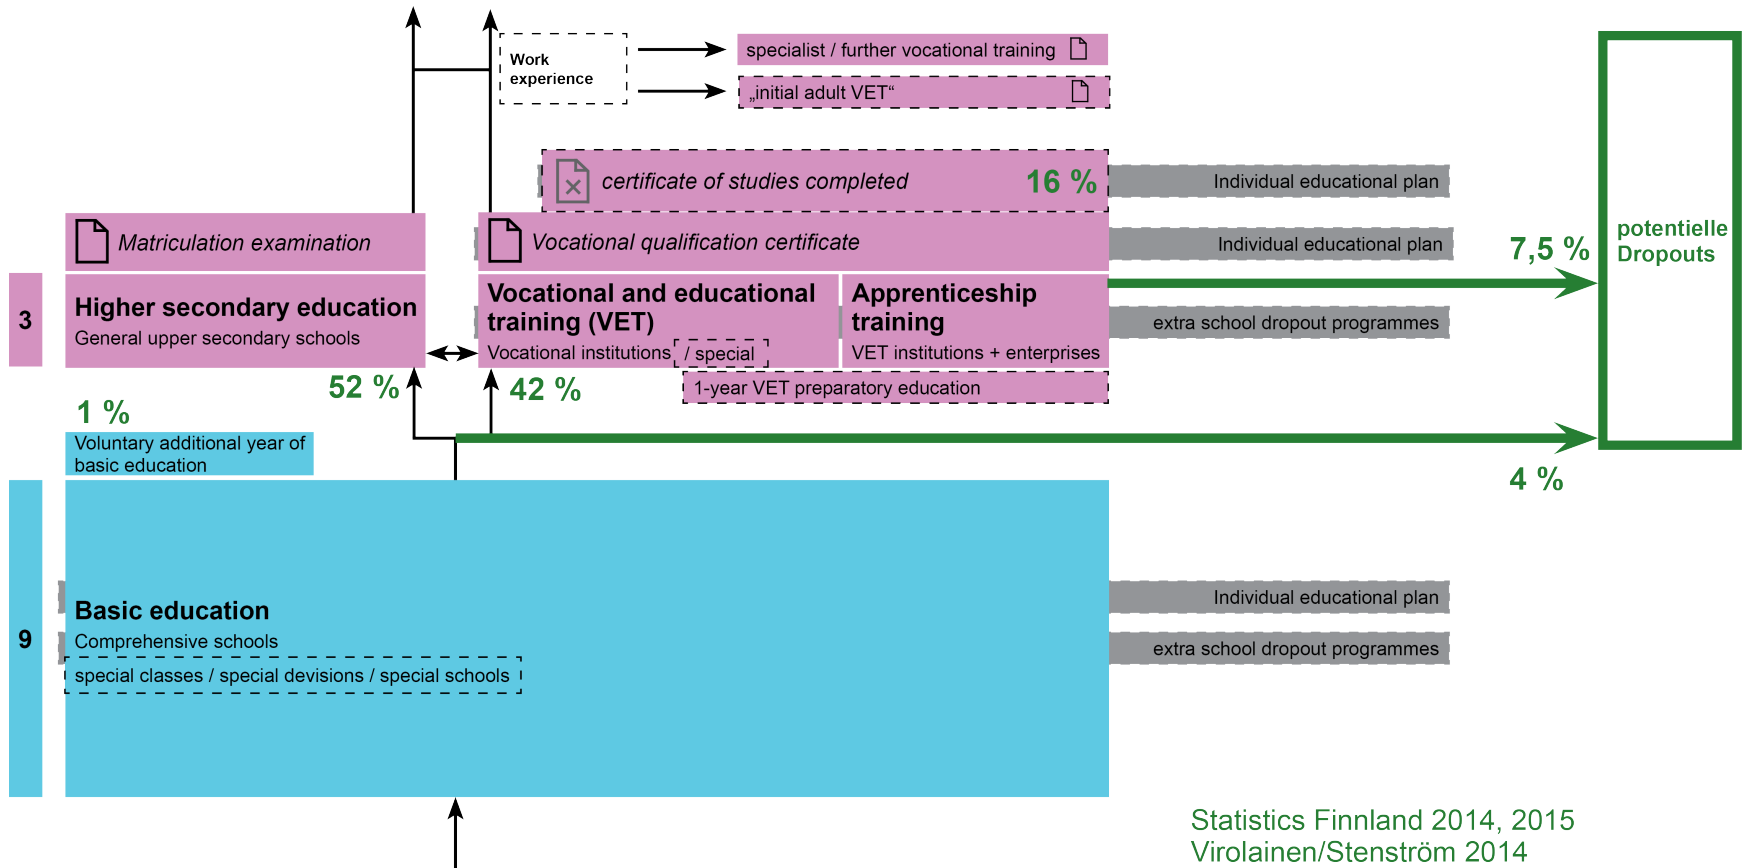 Work
experience
specialist / further vocational training
„initial adult VET“
certificate of studies completed
16 %
Individual educational plan
Matriculation examination
Vocational qualification certificate
Individual educational plan
7,5 %
potentielle
Dropouts
3
Higher secondary education
General upper secondary schools
Vocational and educational
training (VET)
Vocational institutions / special
Apprenticeship
training
VET institutions + enterprises
extra school dropout programmes
52 %
42 %
1-year VET preparatory education
1 %
Voluntary additional year of
basic education
4 %
9
Basic education
Comprehensive schools
special classes / special devisions / special schools
Individual educational plan
extra school dropout programmes
Statistics Finnland 2014, 2015
Virolainen/Stenström 2014